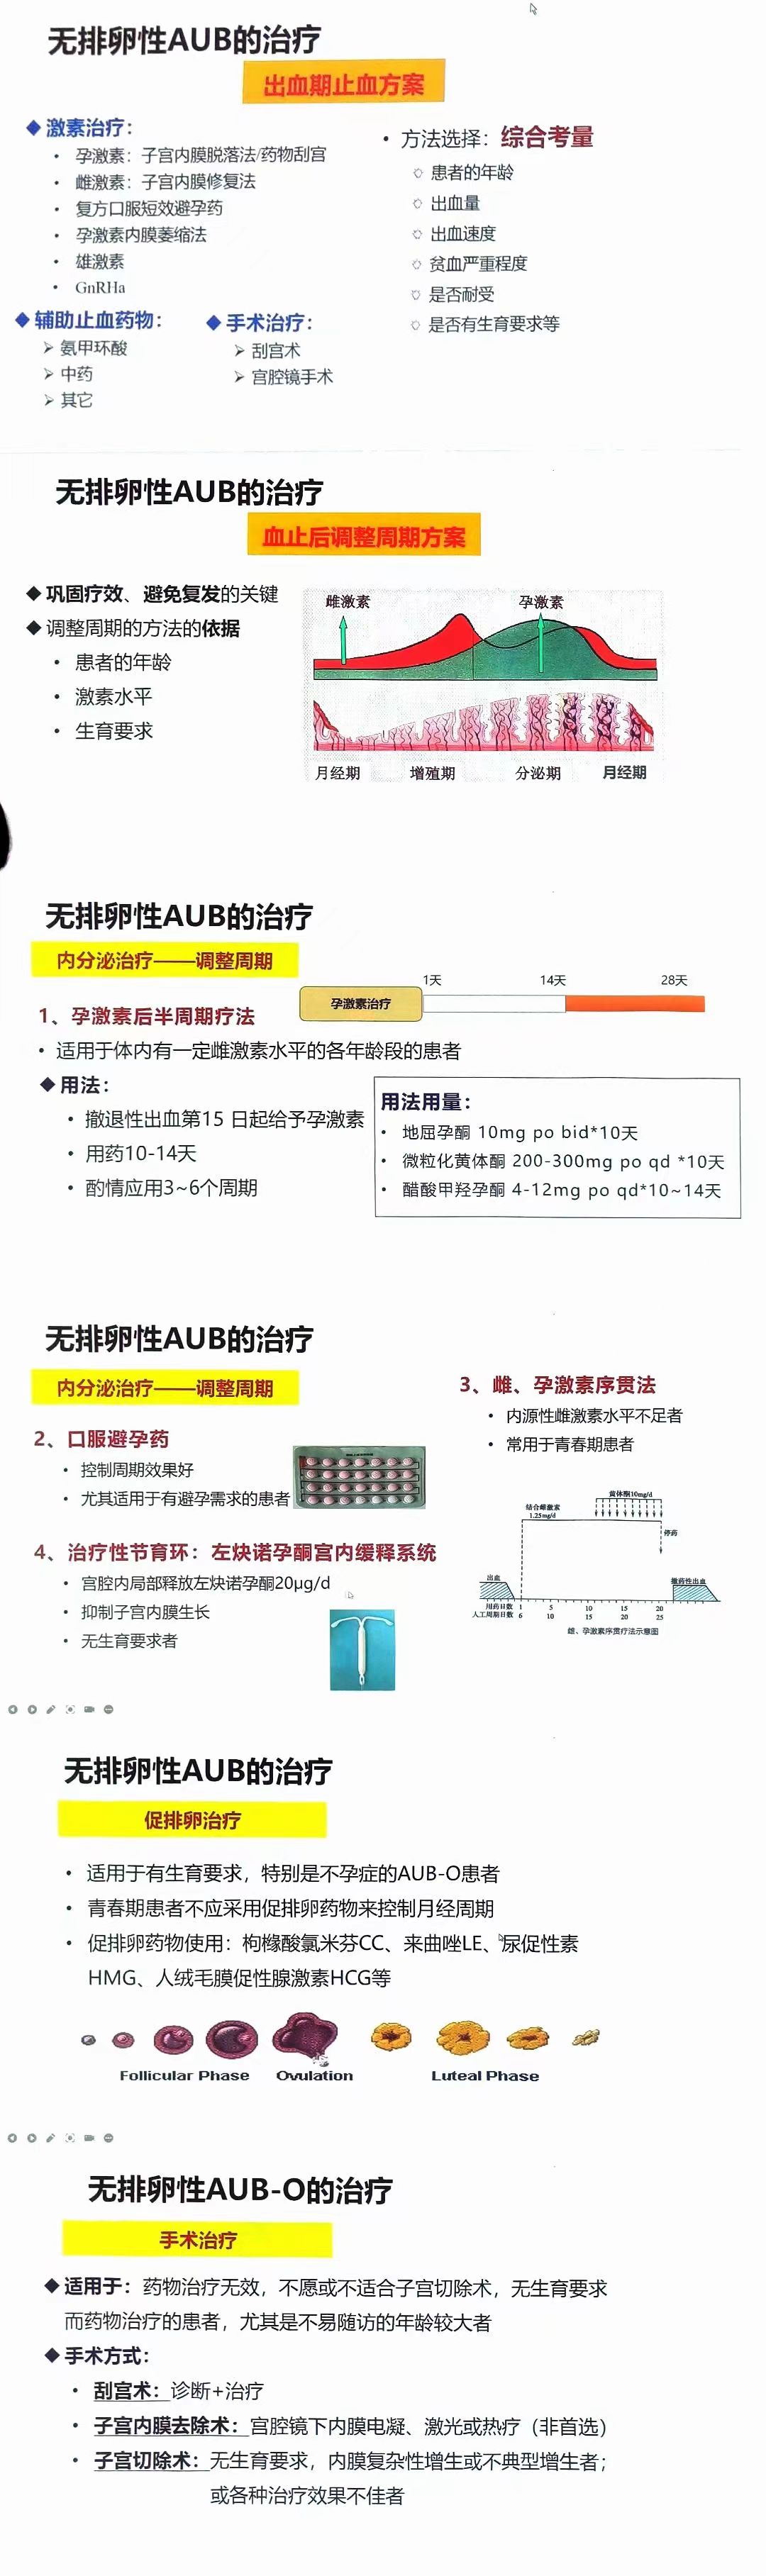 无排卵性AUB的治疗
出血期止血方案
◆ 激素治疗：
• 孕激素：子宫内膜脱落法/药物刮宫
• 雌激素：子宫内膜修复法
• 复方口服短效避孕药
• 孕激素内膜萎缩法
• 雄激素
• GnRHa
◆ 辅助止血药物：
➢ 氨甲环酸
➢ 中药
➢ 其它
◆ 手术治疗：
➢ 刮宫术
➢ 宫腔镜手术
• 方法选择：综合考量
患者的年龄
出血量
出血速度
贫血严重程度
是否耐受
是否有生育要求等
无排卵性AUB的治疗
血止后调整周期方案
◆ 巩固疗效、避免复发的关键
◆ 调整周期的方法的依据
• 患者的年龄
• 激素水平
• 生育要求
雌激素 孕激素
月经期 增殖期 分泌期 月经期
无排卵性AUB的治疗
内分泌治疗——调整周期
1天 14天 28天
孕激素治疗
1、孕激素后半周期疗法
• 适用于体内有一定雌激素水平的各年龄段的患者
◆ 用法：
• 撤退性出血第15 日起给予孕激素
• 用药10-14天
• 酌情应用3~6个周期
用法用量：
• 地屈孕酮 10mg po bid*10天
• 微粒化黄体酮 200-300mg po qd *10天
• 醋酸甲羟孕酮 4-12mg po qd*10~14天
无排卵性AUB的治疗
内分泌治疗——调整周期
2、口服避孕药
• 控制周期效果好
• 尤其适用于有避孕需求的患者
4、治疗性节育环：左炔诺孕酮宫内缓释系统
• 宫腔内局部释放左炔诺孕酮20μg/d
• 抑制子宫内膜生长
• 无生育要求者
3、雌、孕激素序贯法
• 内源性雌激素水平不足者
• 常用于青春期患者
黄体酮10mg/d
结合雌激素
1.25mg/d
停药
出血 撤药性出血
用药日数 1 5 10 15 20
人工周期日数 6 10 15 20 25
雌、孕激素序贯疗法示意图
无排卵性AUB的治疗
促排卵治疗
• 适用于有生育要求，特别是不孕症的AUB-O患者
• 青春期患者不应采用促排卵药物来控制月经周期
• 促排卵药物使用：枸橼酸氯米芬CC、来曲唑LE、尿促性素
HMG、人绒毛膜促性腺激素HCG等
Follicular Phase Ovulation Luteal Phase
无排卵性AUB-O的治疗
手术治疗
◆ 适用于：药物治疗无效，不愿或不适合子宫切除术，无生育要求
而药物治疗的患者，尤其是不易随访的年龄较大者
◆ 手术方式：
• 刮宫术：诊断+治疗
• 子宫内膜去除术：宫腔镜下内膜电凝、激光或热疗（非首选）
• 子宫切除术：无生育要求，内膜复杂性增生或不典型增生者；
或各种治疗效果不佳者